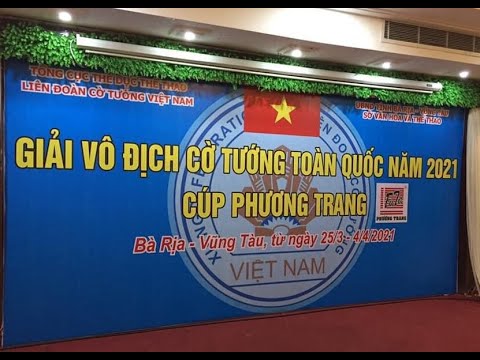 TỔNG CỤC THỂ DỤC THỂ THAO
LIÊN ĐOÀN CỜ TƯỚNG VIỆT NAM
SỞ VĂN HÓA VÀ THỂ THAO
GIẢI VÔ ĐỊCH CỜ TƯỚNG TOÀN QUỐC NĂM 2021
CÚP PHƯƠNG TRANG
PHƯƠNG TRANG
Bà Rịa - Vũng Tàu, từ ngày 25/3 - 4/4/2021
VIỆT NAM